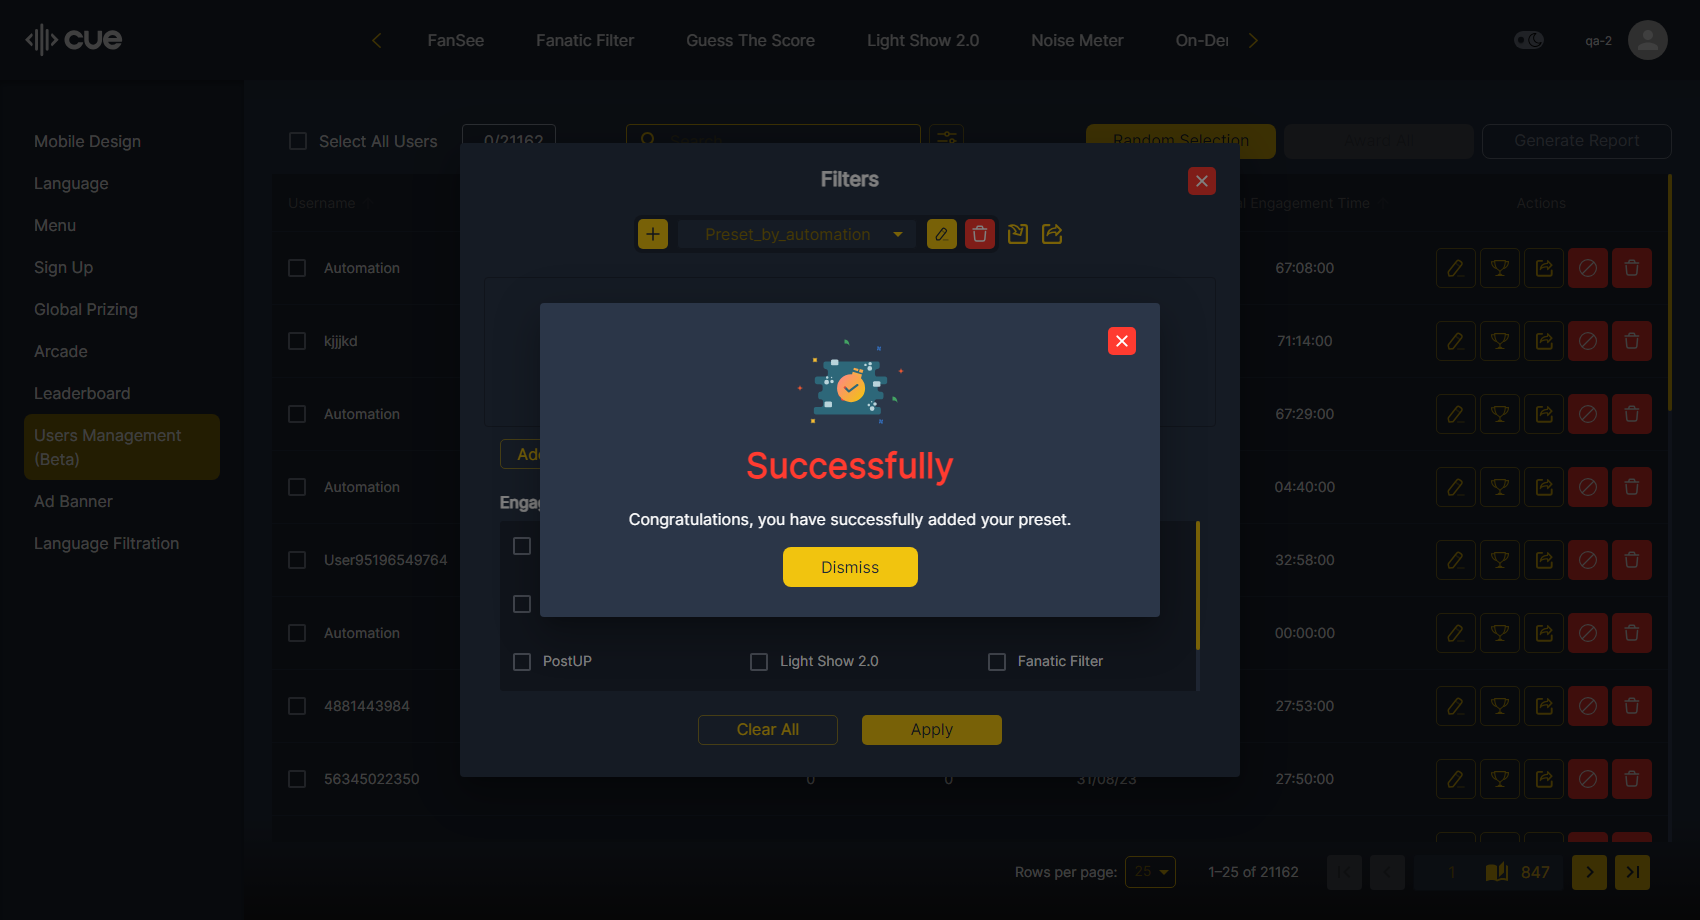 cue
FanSee
Fanatic Filter
Guess The Score
Light Show 2.0
Noise Meter
On-De
qa-2
Mobile Design
Language
Menu
Sign Up
Global Prizing
Arcade
Leaderboard
Users Management
(Beta)
Ad Banner
Language Filtration
Select All Users
0/21162
Random Selection
Generate Report
Username
Engagement Time
Actions
Filters
Preset_by_automation
Successfully
Congratulations, you have successfully added your preset.
Dismiss
PostUP
Light Show 2.0
Fanatic Filter
Clear All
Apply
Automation
67:08:00
kjjjkd
71:14:00
Automation
67:29:00
Automation
04:40:00
User95196549764
32:58:00
Automation
00:00:00
4881443984
27:53:00
56345022350
0
0
31/08/23
27:50:00
Rows per page:
25
1–25 of 21162
1
847